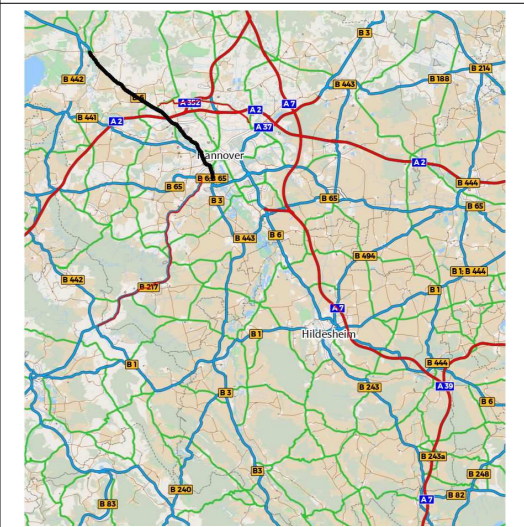 B 3
B 214
B 442
B 188
B 443
B 6
A 352
A 7
A 2
B 441
A 2
A 37
Hannover
A 2
B 65
B 6; B 65
B 444
B 3
B 65
B 65
B 443
B 6
B 494
B 1; B 444
B 442
B 217
B 1
A 7
B 1
Hildesheim
B 1
B 444
B 3
B 243
A 39
B 6
B 243a
B3
B 248
B 240
B 83
A 7
B 82